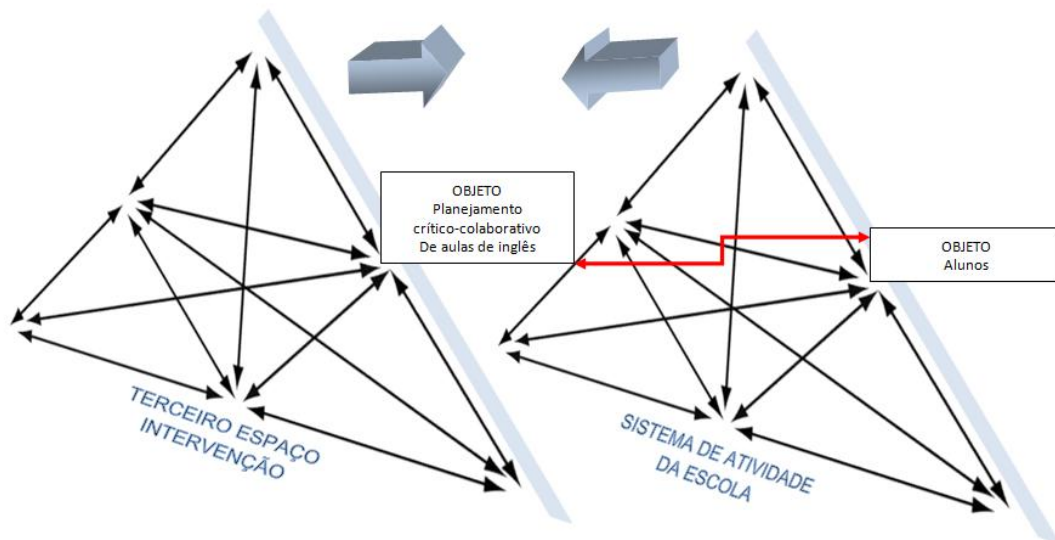 OBJETO
Planejamento
crítico-colaborativo
De aulas de inglês
OBJETO
Alunos
TERCEIRO ESPAÇO
INTERVENÇÃO
SISTEMA DE ATIVIDADE
DA ESCOLA